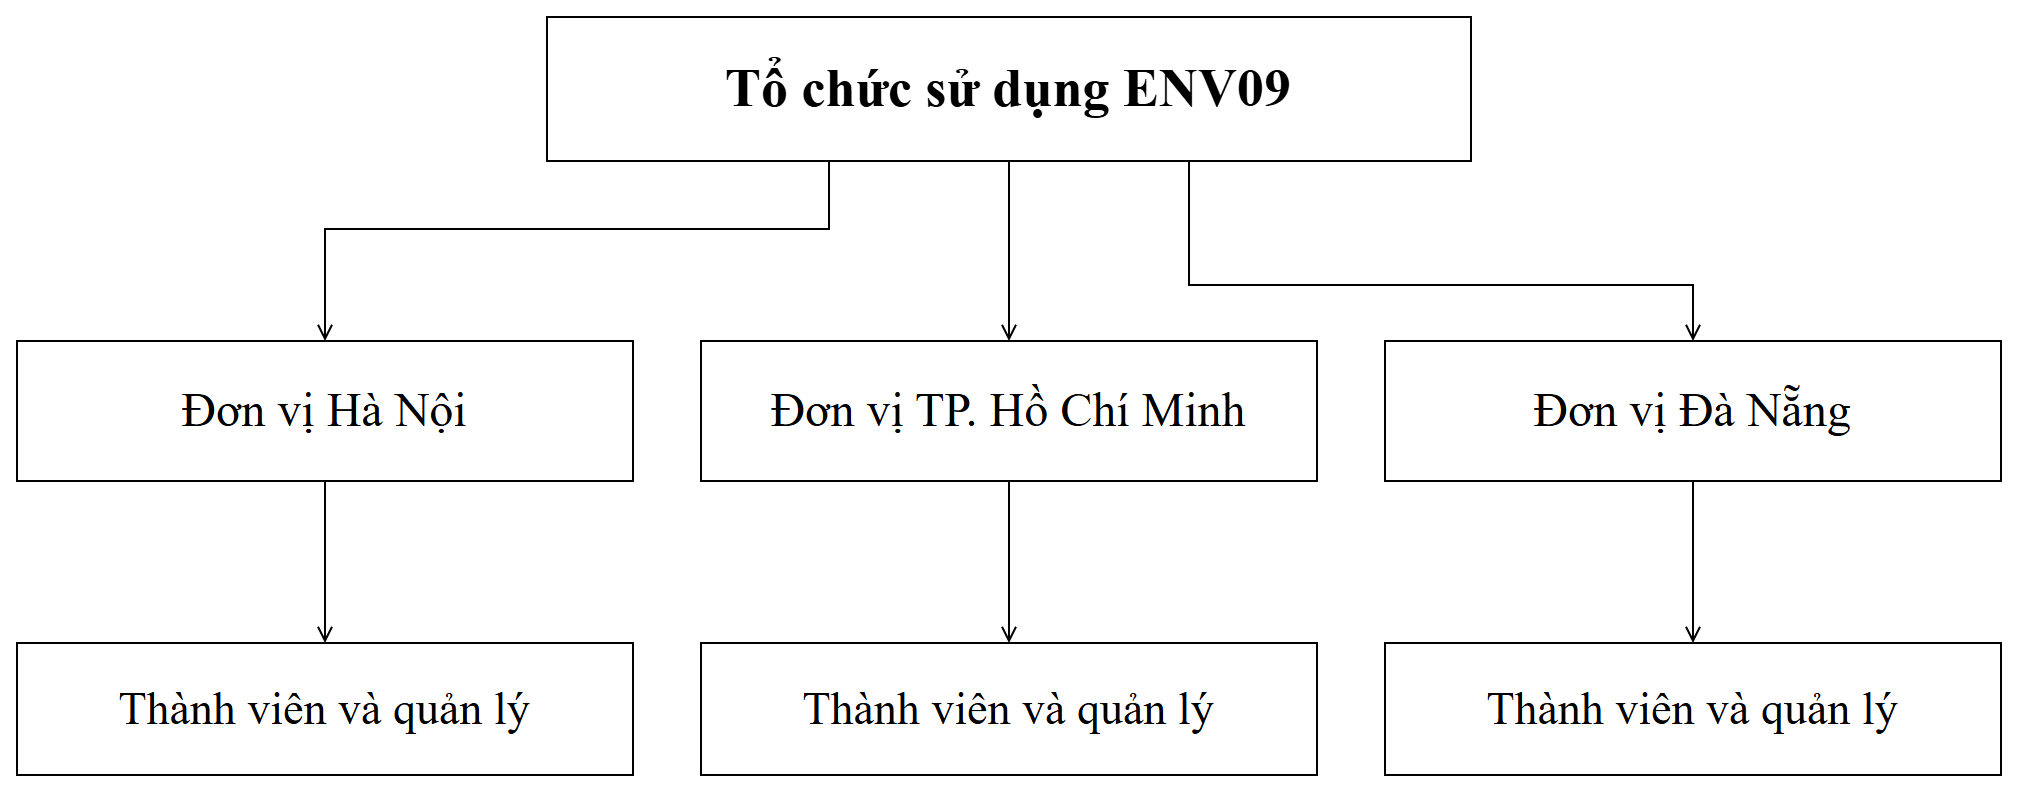 Tổ chức sử dụng ENV09
Đơn vị Hà Nội
Đơn vị TP. Hồ Chí Minh
Đơn vị Đà Nẵng
Thành viên và quản lý
Thành viên và quản lý
Thành viên và quản lý